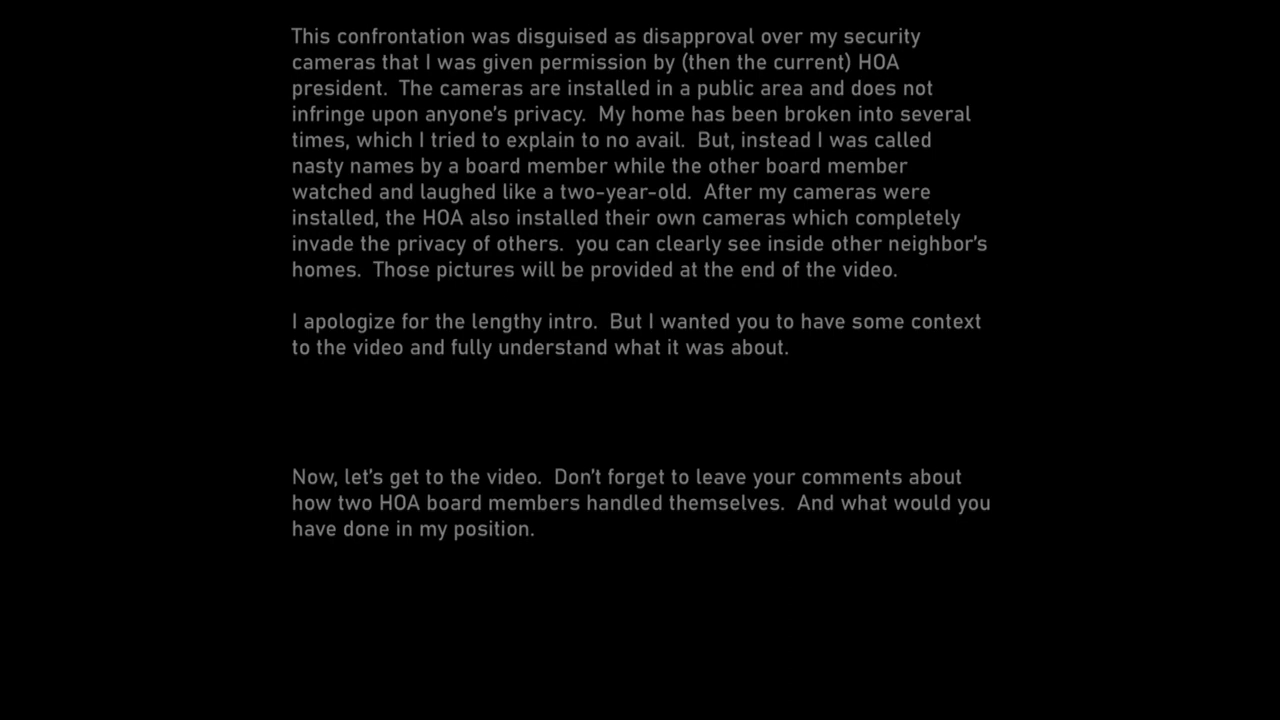 This confrontation was disguised as disapproval over my security
cameras that I was given permission by (then the current) HOA
president.  The cameras are installed in a public area and does not
infringe upon anyone's privacy.  My home has been broken into several
times, which I tried to explain to no avail.  But, instead I was called
nasty names by a board member while the other board member
watched and laughed like a two-year-old.  After my cameras were
installed, the HOA also installed their own cameras which completely
invade the privacy of others.  you can clearly see inside other neighbor's
homes.  Those pictures will be provided at the end of the video.
I apologize for the lengthy intro.  But I wanted you to have some context
to the video and fully understand what it was about.
Now, let's get to the video.  Don't forget to leave your comments about
how two HOA board members handled themselves.  And what would you
have done in my position.